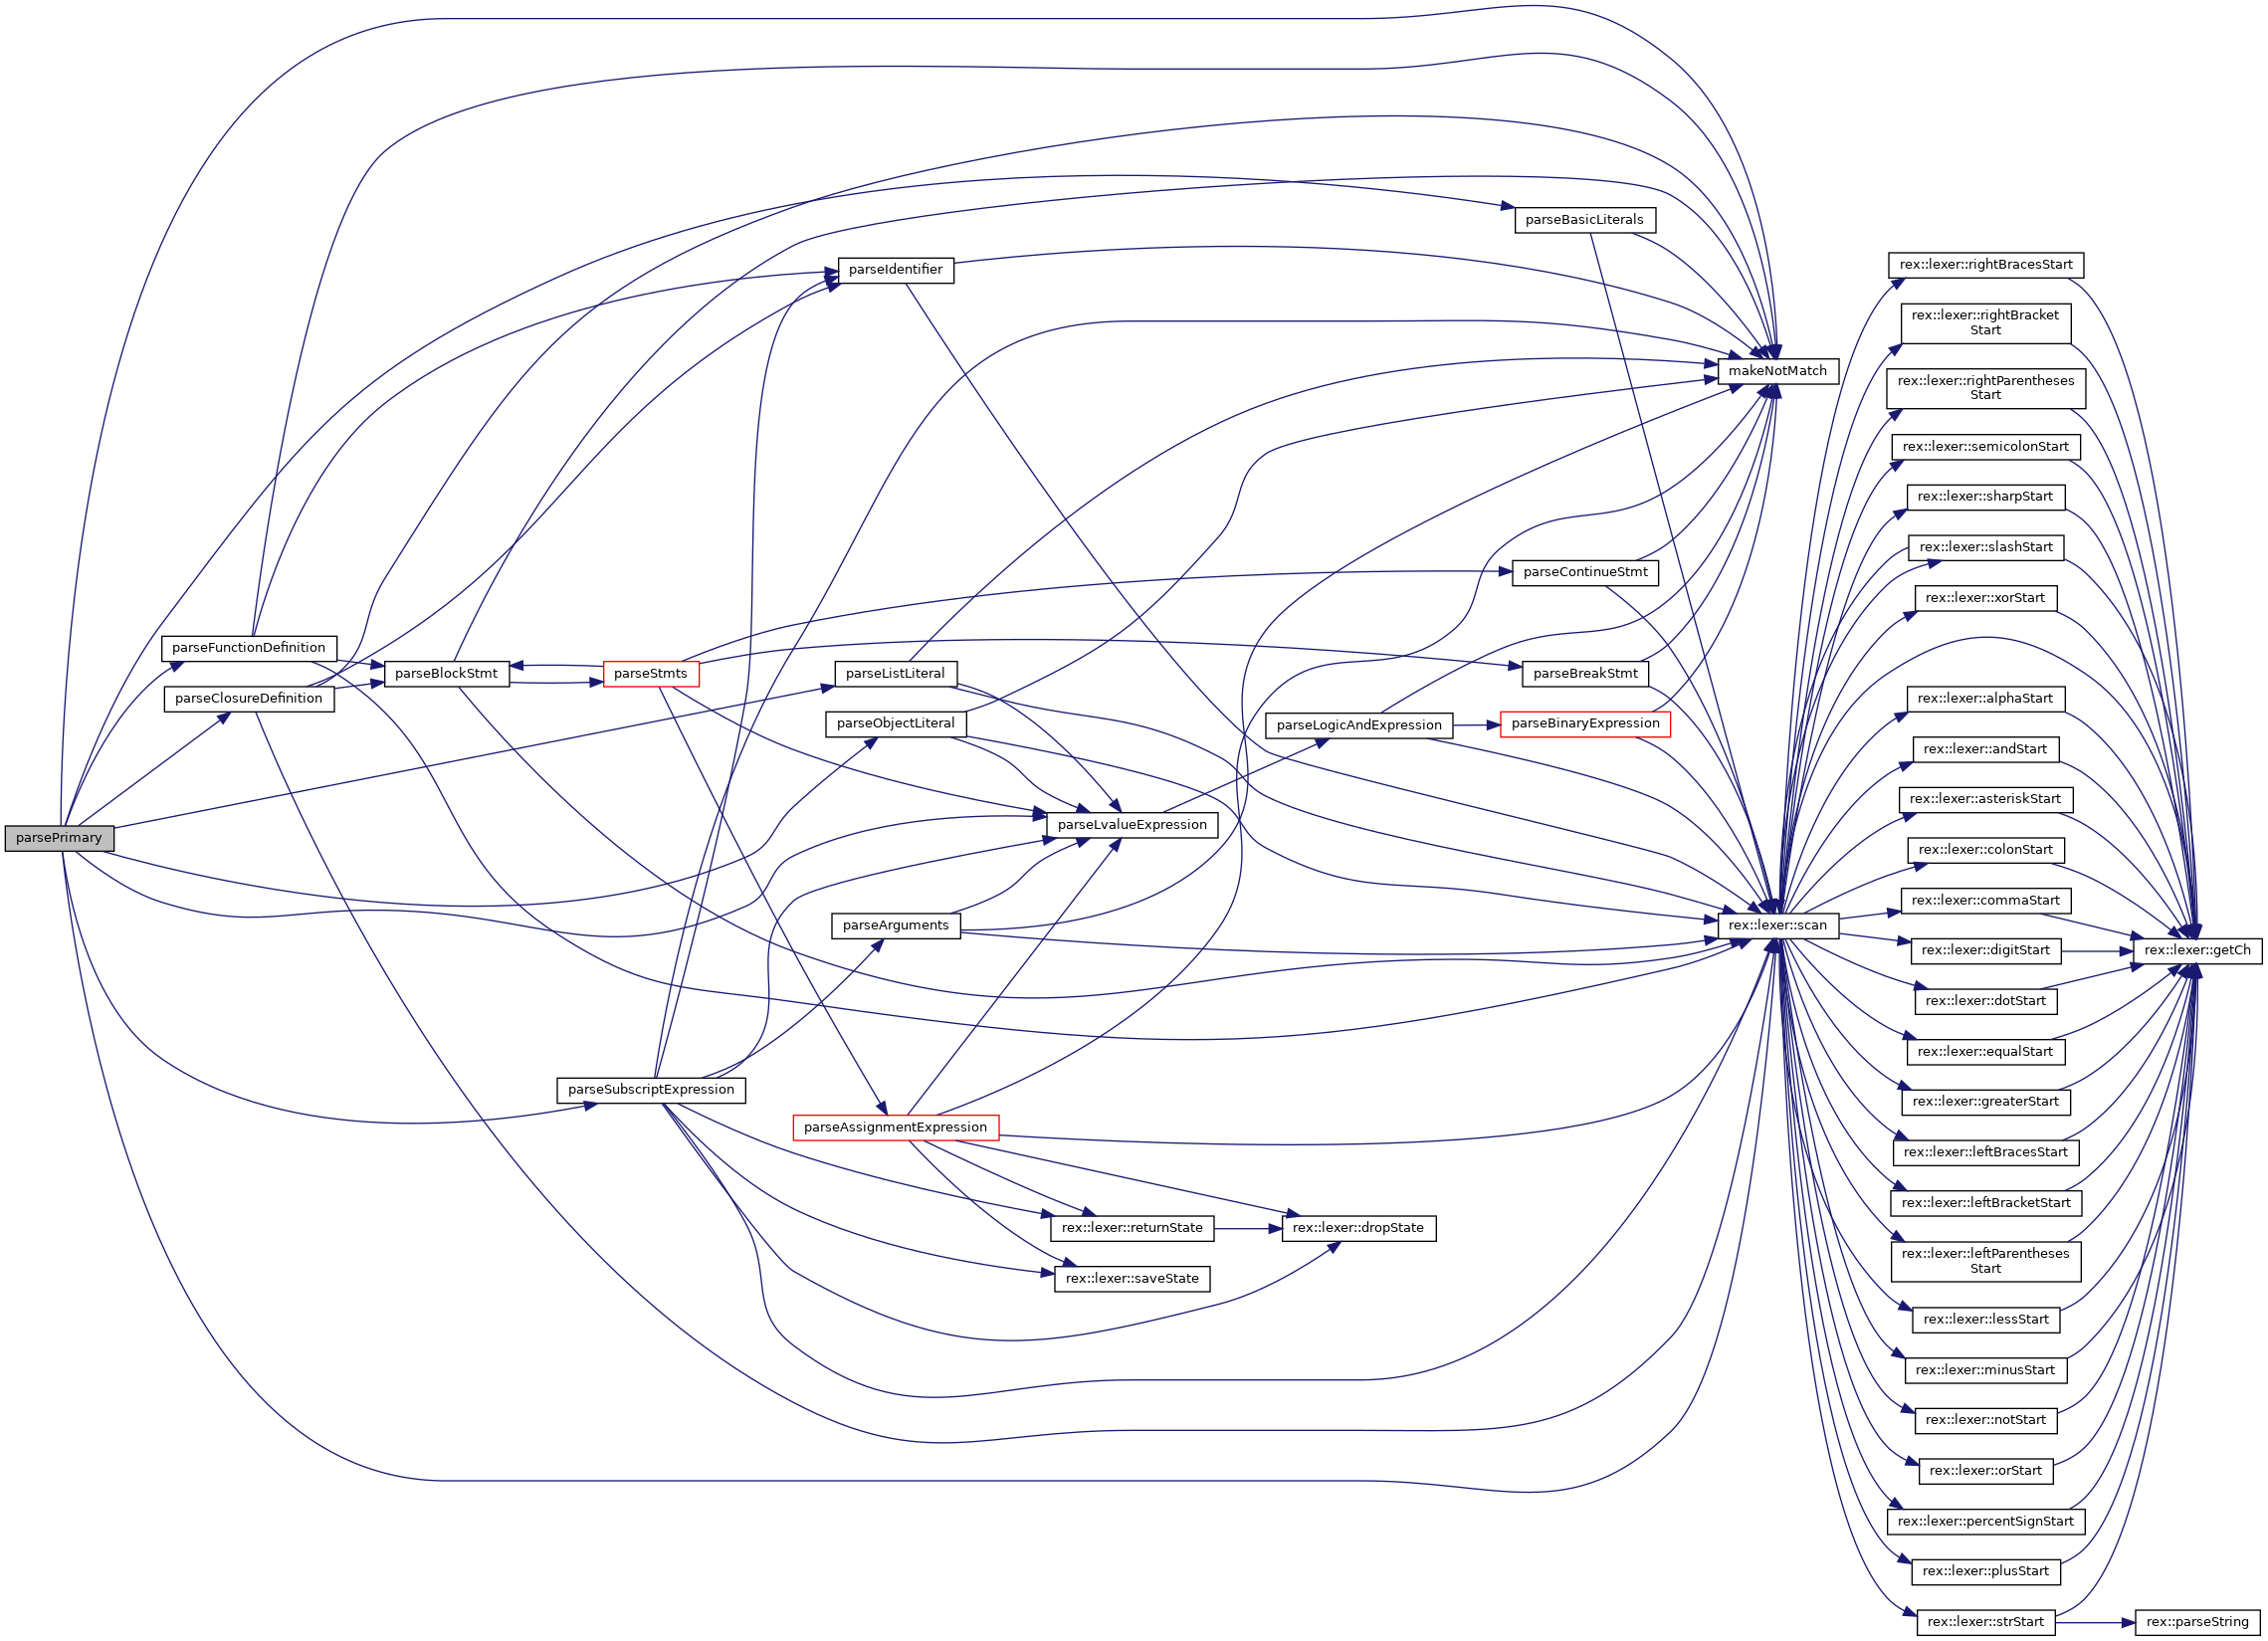 parsePrimary
parseFunctionDefinition
parseClosureDefinition
parseBlockStmt
parseStmts
parseSubscriptExpression
parseIdentifier
parseListLiteral
parseObjectLiteral
parseArguments
parseAssignmentExpression
parseLvalueExpression
rex::lexer::returnState
rex::lexer::saveState
parseLogicAndExpression
rex::lexer::dropState
parseBasicLiterals
parseContinueStmt
parseBreakStmt
parseBinaryExpression
makeNotMatch
rex::lexer::scan
rex::lexer::rightBracesStart
rex::lexer::rightBracket
Start
rex::lexer::rightParentheses
Start
rex::lexer::semicolonStart
rex::lexer::sharpStart
rex::lexer::slashStart
rex::lexer::xorStart
rex::lexer::alphaStart
rex::lexer::andStart
rex::lexer::asteriskStart
rex::lexer::colonStart
rex::lexer::commaStart
rex::lexer::digitStart
rex::lexer::dotStart
rex::lexer::equalStart
rex::lexer::greaterStart
rex::lexer::leftBracesStart
rex::lexer::leftBracketStart
rex::lexer::leftParentheses
Start
rex::lexer::lessStart
rex::lexer::minusStart
rex::lexer::notStart
rex::lexer::orStart
rex::lexer::percentSignStart
rex::lexer::plusStart
rex::lexer::strStart
rex::lexer::getCh
rex::parseString